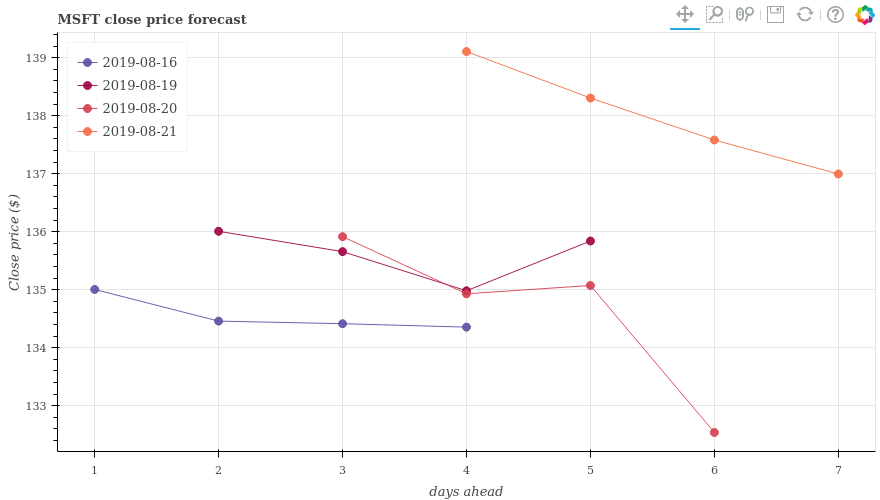 MSFT close price forecast
2019-08-16
2019-08-19
2019-08-20
2019-08-21
Close price ($)
139
138
137
136
135
134
133
1 2 3 4 5 6 7
days ahead